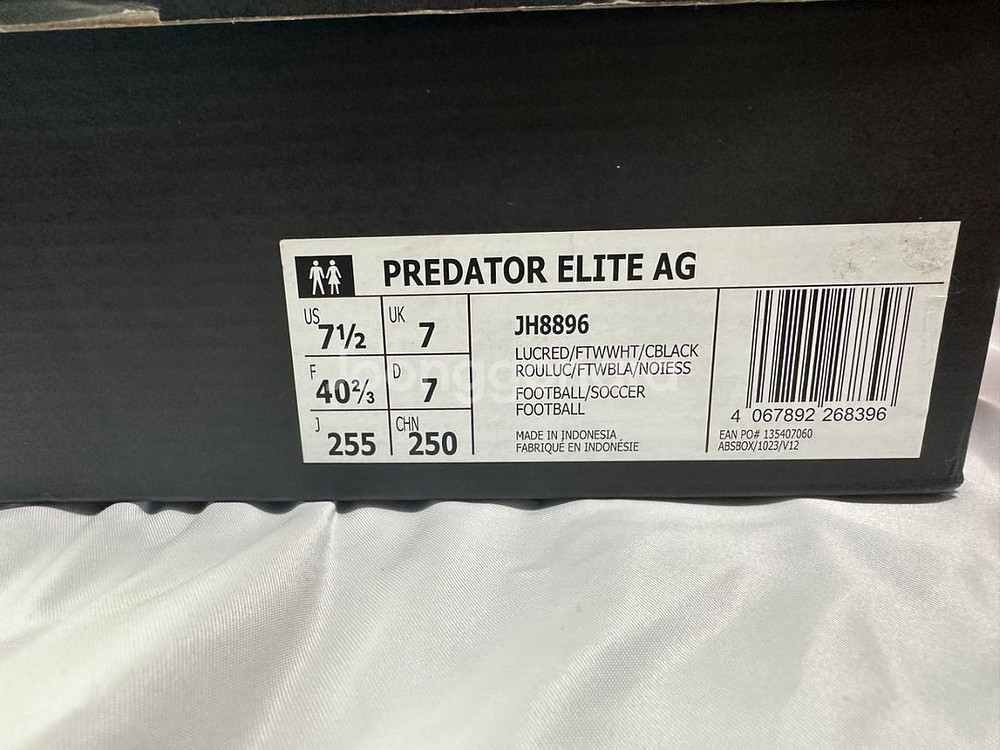 PREDATOR ELITE AG
US 7½ UK 7
F 40⅔ D 7
J 255 CHN 250
JH8896
LUCRED/FTWWHT/CBLACK
ROULUC/FTWBLA/NOIESS
FOOTBALL/SOCCER
FOOTBALL
MADE IN INDONESIA
FABRIQUÉ EN INDONÉSIE
4 067892 268396
EAN PO# 135407060
ABSBOX/1023/V12